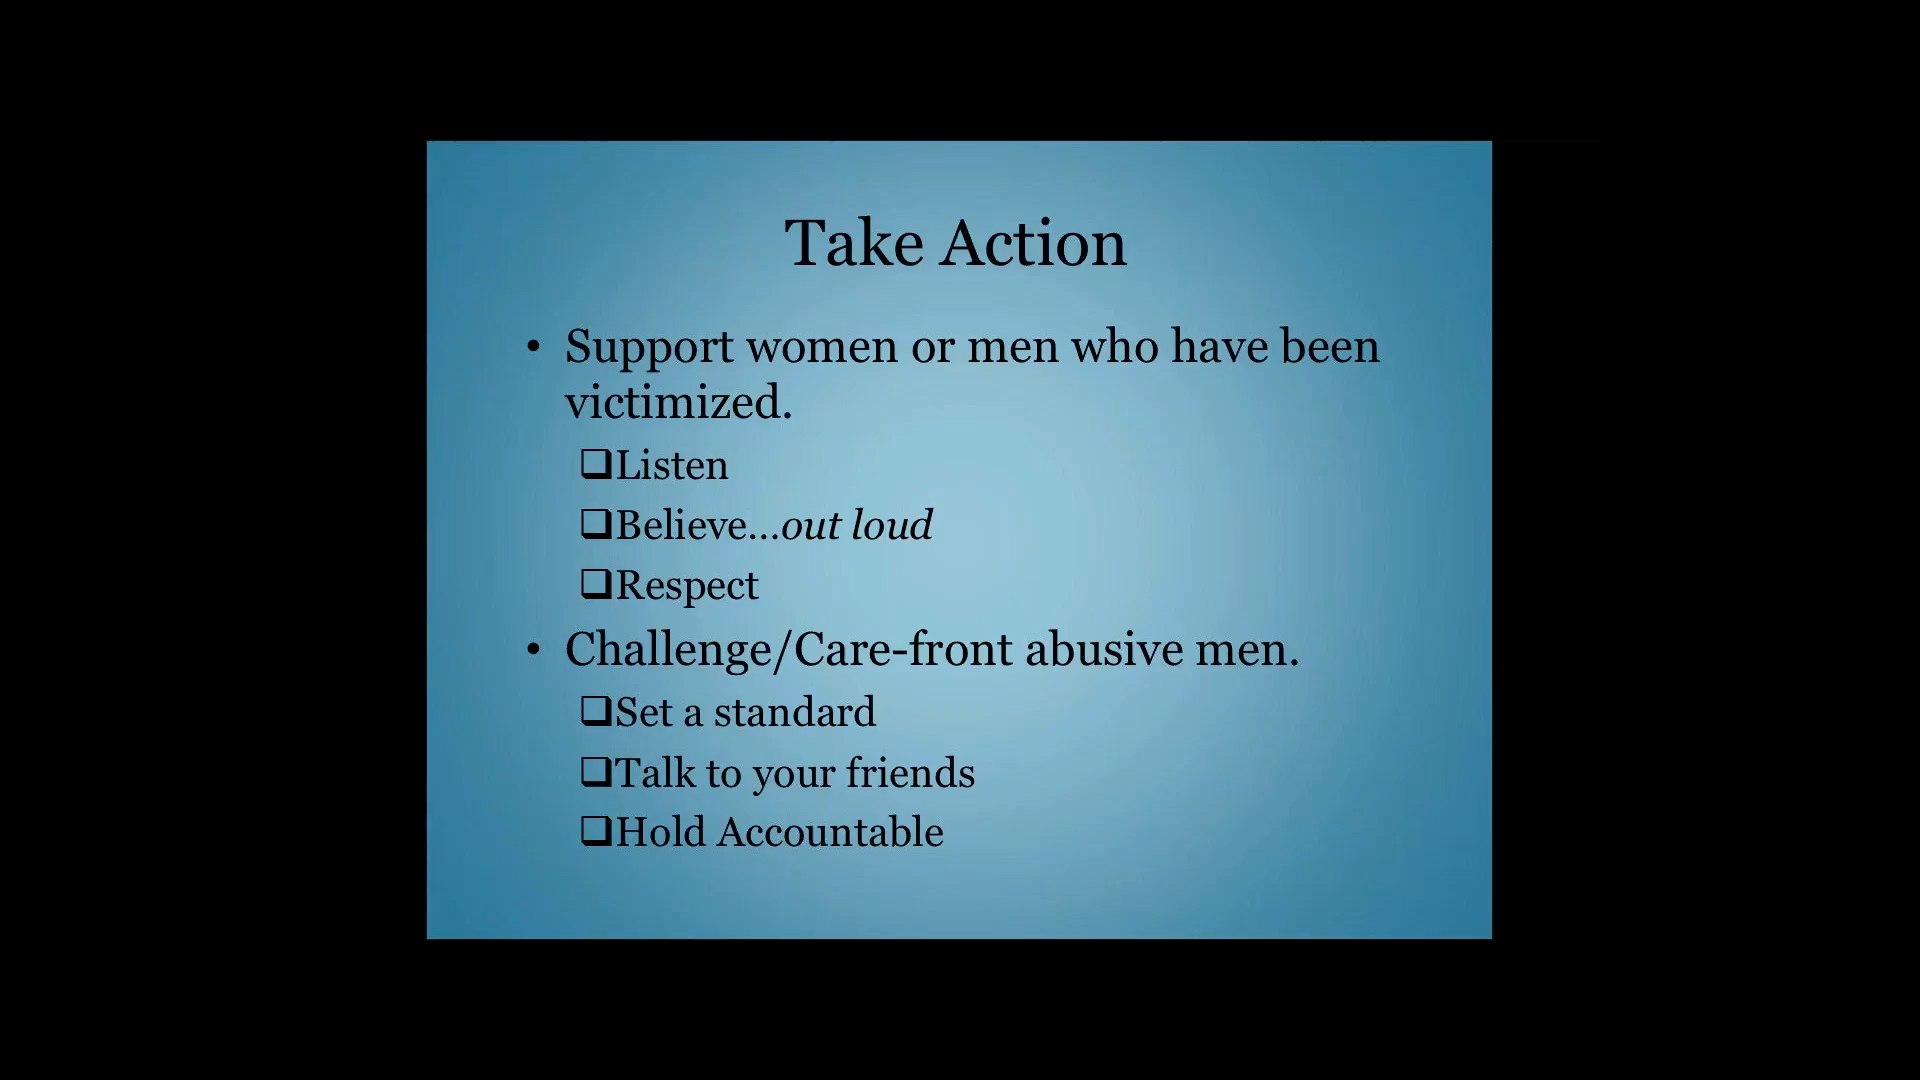 Take Action
• Support women or men who have been
victimized.
❑Listen
❑Believe...out loud
❑Respect
• Challenge/Care-front abusive men.
❑Set a standard
❑Talk to your friends
❑Hold Accountable